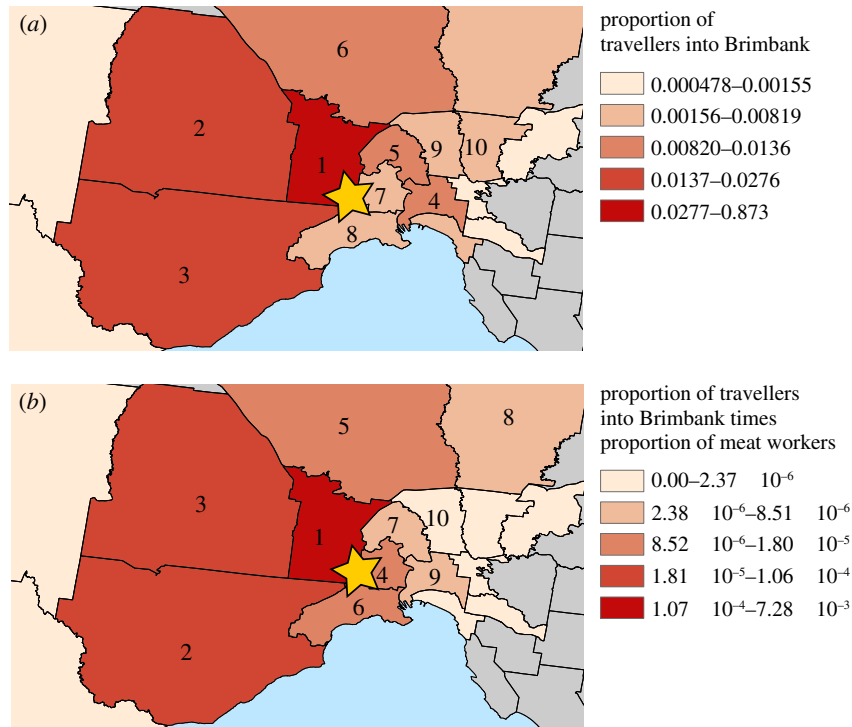 (a)
6
2
1
5
9
10
7
4
8
3
proportion of
travellers into Brimbank
0.000478–0.00155
0.00156–0.00819
0.00820–0.0136
0.0137–0.0276
0.0277–0.873
(b)
5
8
3
1
7
10
4
9
6
2
proportion of travellers
into Brimbank times
proportion of meat workers
0.00–2.37 10⁻⁶
2.38 10⁻⁶–8.51 10⁻⁶
8.52 10⁻⁶–1.80 10⁻⁵
1.81 10⁻⁵–1.06 10⁻⁴
1.07 10⁻⁴–7.28 10⁻³